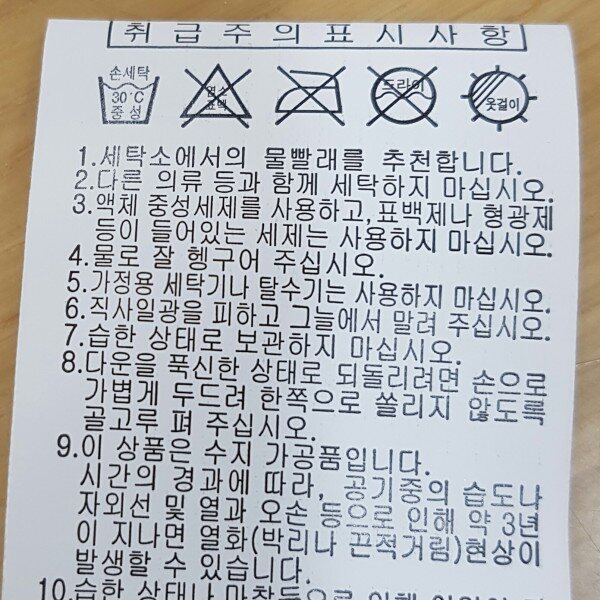 취급주의표시사항
손세탁 30℃ 중성
염소 표백
드라이
옷걸이
1.세탁소에서의 물빨래를 추천합니다.
2.다른 의류 등과 함께 세탁하지 마십시오.
3.액체 중성세제를 사용하고,표백제나 형광제
등이 들어있는 세제는 사용하지 마십시오.
4.물로 잘 헹구어 주십시오.
5.가정용 세탁기나 탈수기는 사용하지 마십시오.
6.직사일광을 피하고 그늘에서 말려 주십시오.
7.습한 상태로 보관하지 마십시오.
8.다운을 푹신한 상태로 되돌리려면 손으로
가볍게 두드려 한쪽으로 쏠리지 않도록
골고루 펴 주십시오.
9.이 상품은 수지 가공품입니다.
시간의 경과에 따라, 공기중의 습도나
자외선 및 열과 오손 등으로 인해 약 3년
이 지나면 열화(박리나 끈적거림)현상이
발생할 수 있습니다.
10.습한 상태나 마찰등으로 인해